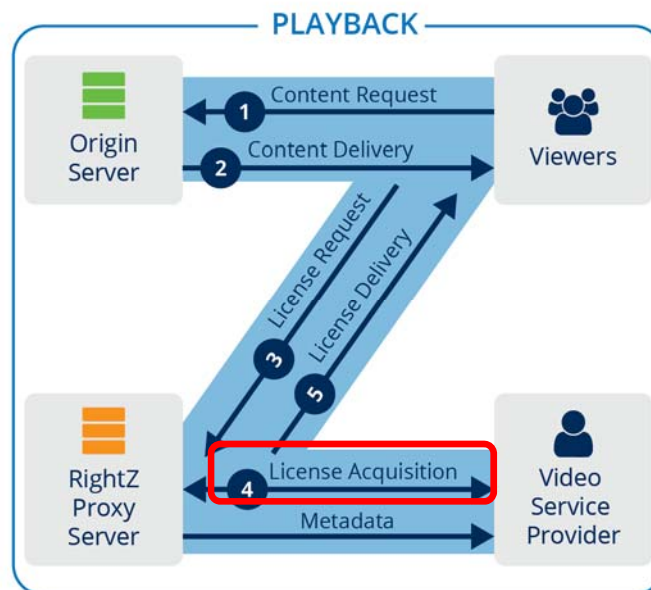 PLAYBACK
Origin
Server
1
Content Request
2
Content Delivery
Viewers
License Request
3
License Delivery
5
RightZ
Proxy
Server
4
License Acquisition
Metadata
Video
Service
Provider